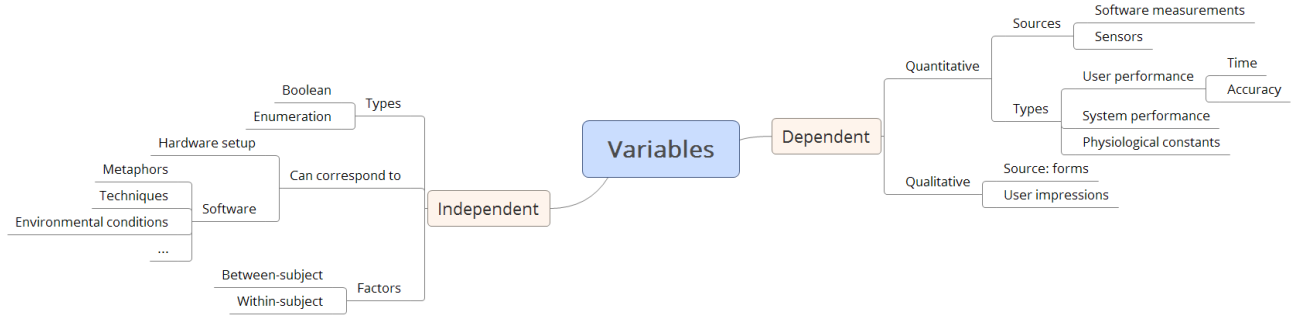 Variables
Dependent
Quantitative
Sources
Software measurements
Sensors
Types
User performance
Time
Accuracy
System performance
Physiological constants
Qualitative
Source: forms
User impressions
Independent
Types
Boolean
Enumeration
Can correspond to
Hardware setup
Software
Metaphors
Techniques
Environmental conditions
...
Factors
Between-subject
Within-subject